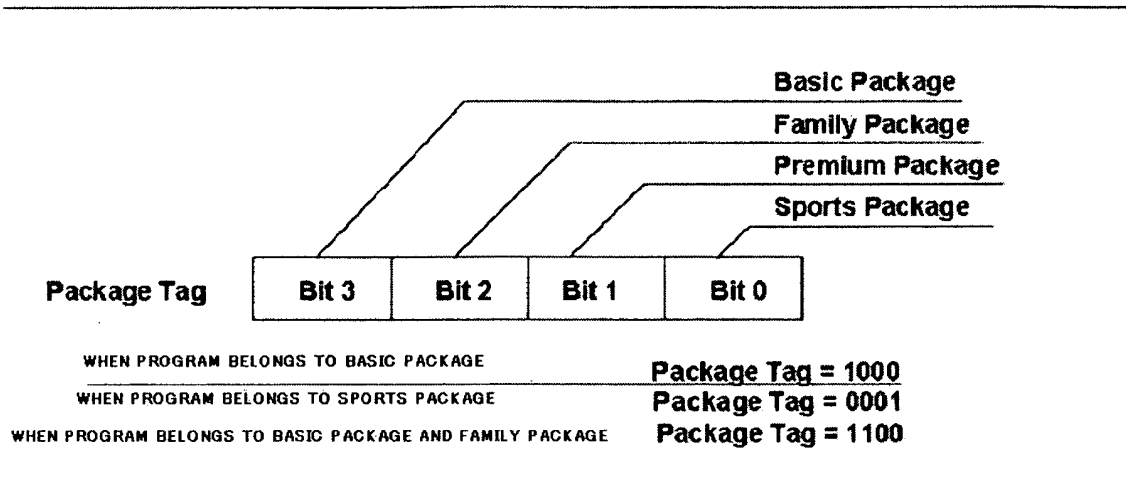 Basic Package
Family Package
Premium Package
Sports Package
Package Tag Bit 3 Bit 2 Bit 1 Bit 0
WHEN PROGRAM BELONGS TO BASIC PACKAGE Package Tag = 1000
WHEN PROGRAM BELONGS TO SPORTS PACKAGE Package Tag = 0001
WHEN PROGRAM BELONGS TO BASIC PACKAGE AND FAMILY PACKAGE Package Tag = 1100